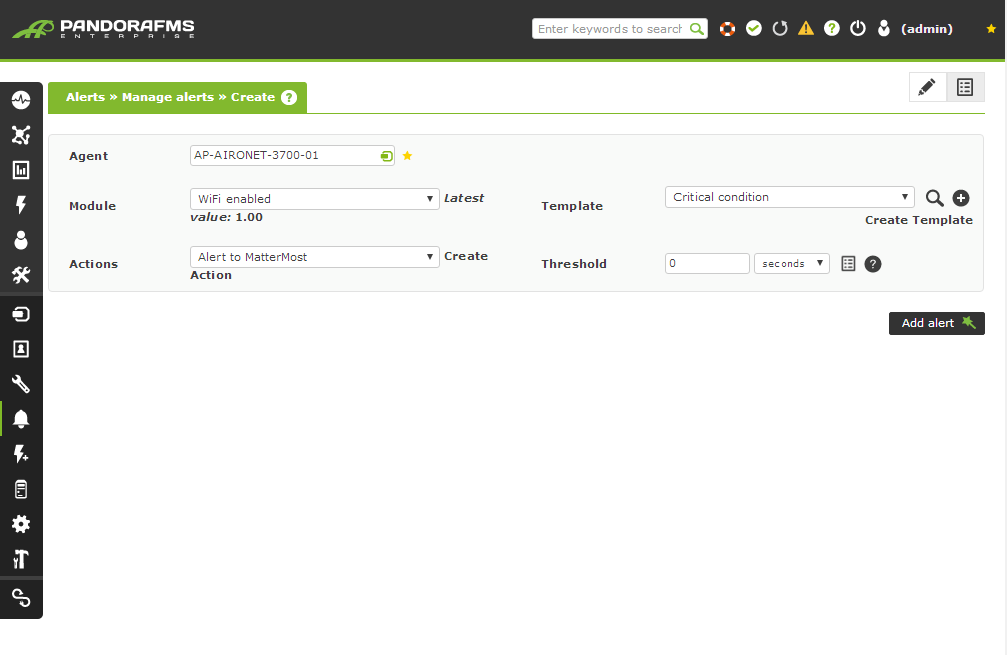 PANDORAFMS
ENTERPRISE
Enter keywords to search
(admin)
Alerts » Manage alerts » Create
Agent
AP-AIRONET-3700-01
Module
WiFi enabled
Latest
value: 1.00
Template
Critical condition
Create Template
Actions
Alert to MatterMost
Create
Action
Threshold
0
seconds
Add alert